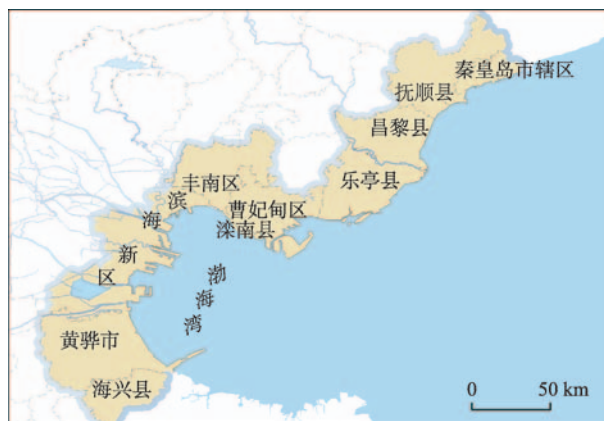 秦皇岛市辖区
抚顺县
昌黎县
乐亭县
丰南区
曹妃甸区
滦南县
滨海新区
渤海湾
黄骅市
海兴县
0 50 km